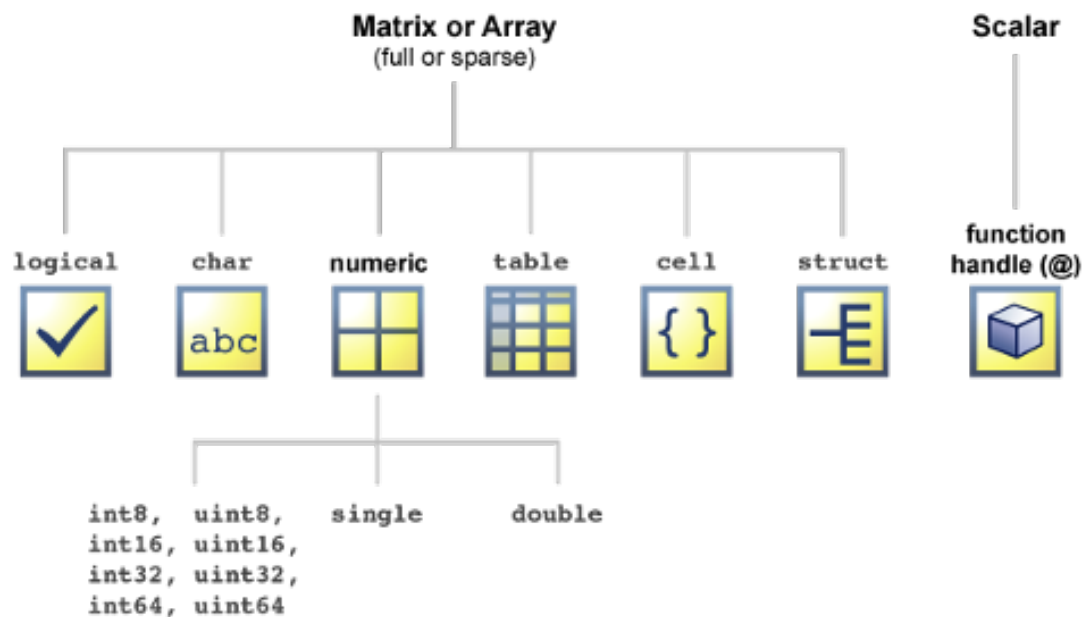 Matrix or Array
(full or sparse)
Scalar
logical
char
numeric
table
cell
struct
function
handle (@)
abc
{ }
int8, uint8,
int16, uint16,
int32, uint32,
int64, uint64
single
double